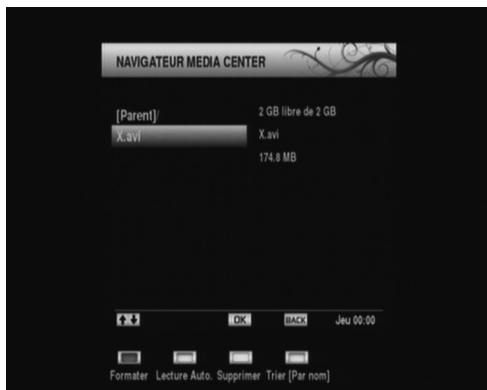 NAVIGATEUR MEDIA CENTER
[Parent]/
2 GB libre de 2 GB
X.avi
X.avi
174.8 MB
OK BACK Jeu 00:00
Formater Lecture Auto. Supprimer Trier [Par nom]